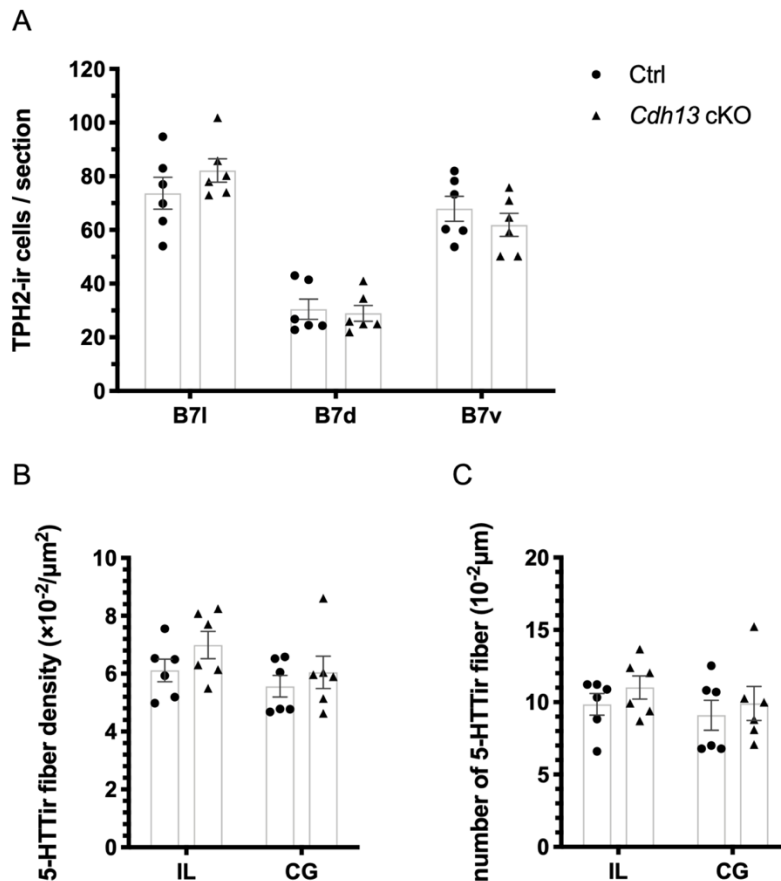 A
Ctrl
Cdh13 cKO
TPH2-ir cells / section
120
100
80
60
40
20
0
B7l
B7d
B7v
B
5-HTTir fiber density (×10⁻²/µm²)
10
8
6
4
2
0
IL
CG
C
number of 5-HTTir fiber (10⁻²µm)
20
15
10
5
0
IL
CG